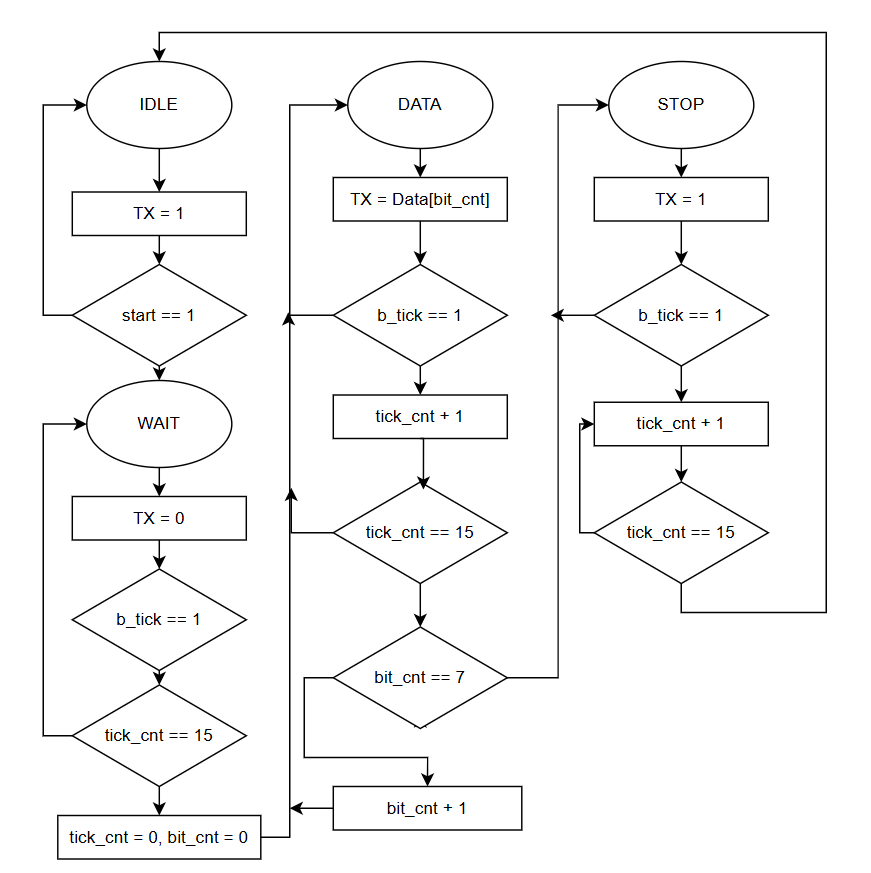 IDLE
TX = 1
start == 1
WAIT
TX = 0
b_tick == 1
tick_cnt == 15
tick_cnt = 0, bit_cnt = 0
DATA
TX = Data[bit_cnt]
b_tick == 1
tick_cnt + 1
tick_cnt == 15
bit_cnt == 7
bit_cnt + 1
STOP
TX = 1
b_tick == 1
tick_cnt + 1
tick_cnt == 15